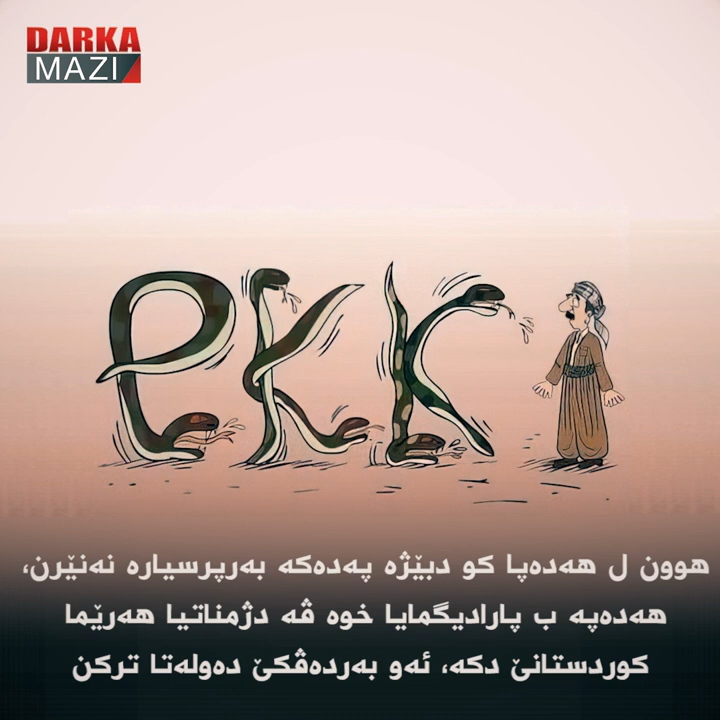 DARKA
MAZI
PKK
هوون ل هەدەپا کو دبێژە پەدەکە بەرپرسیارە نەنێرن،
هەدەپە ب پارادیگمایا خوە ڤە دژمناتیا هەرێما
کوردستانێ دکە، ئەو بەردەڤکێ دەولەتا ترکن